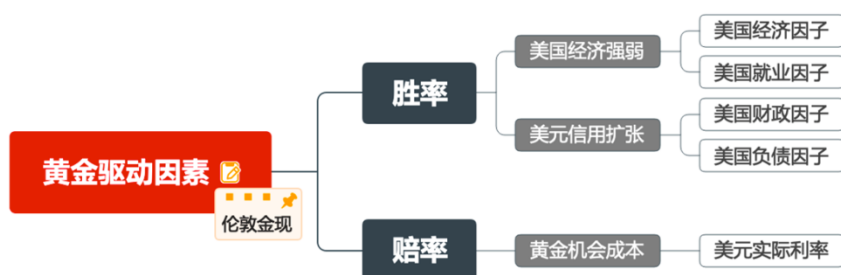 黄金驱动因素
伦敦金现
胜率
美国经济强弱
美国经济因子
美国就业因子
美元信用扩张
美国财政因子
美国负债因子
赔率
黄金机会成本
美元实际利率